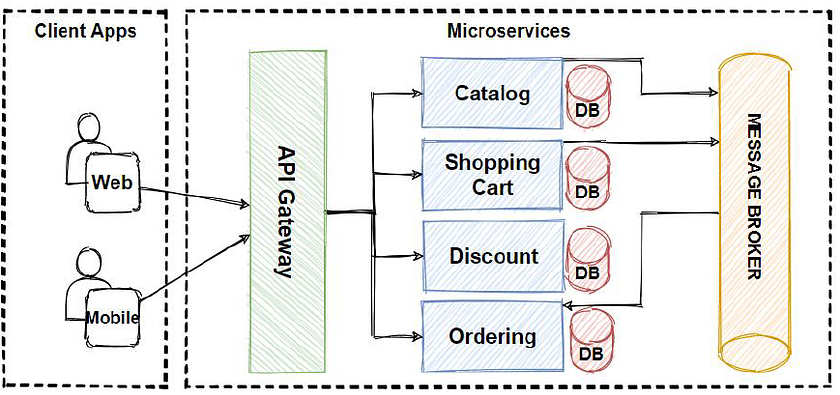 Client Apps
Microservices
Web
Mobile
API Gateway
Catalog
DB
Shopping
Cart
DB
Discount
DB
Ordering
DB
MESSAGE BROKER